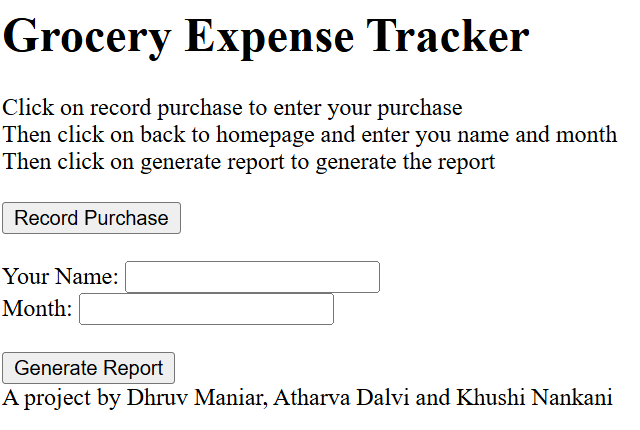 Grocery Expense Tracker
Click on record purchase to enter your purchase
Then click on back to homepage and enter you name and month
Then click on generate report to generate the report
Record Purchase
Your Name:
Month:
Generate Report
A project by Dhruv Maniar, Atharva Dalvi and Khushi Nankani